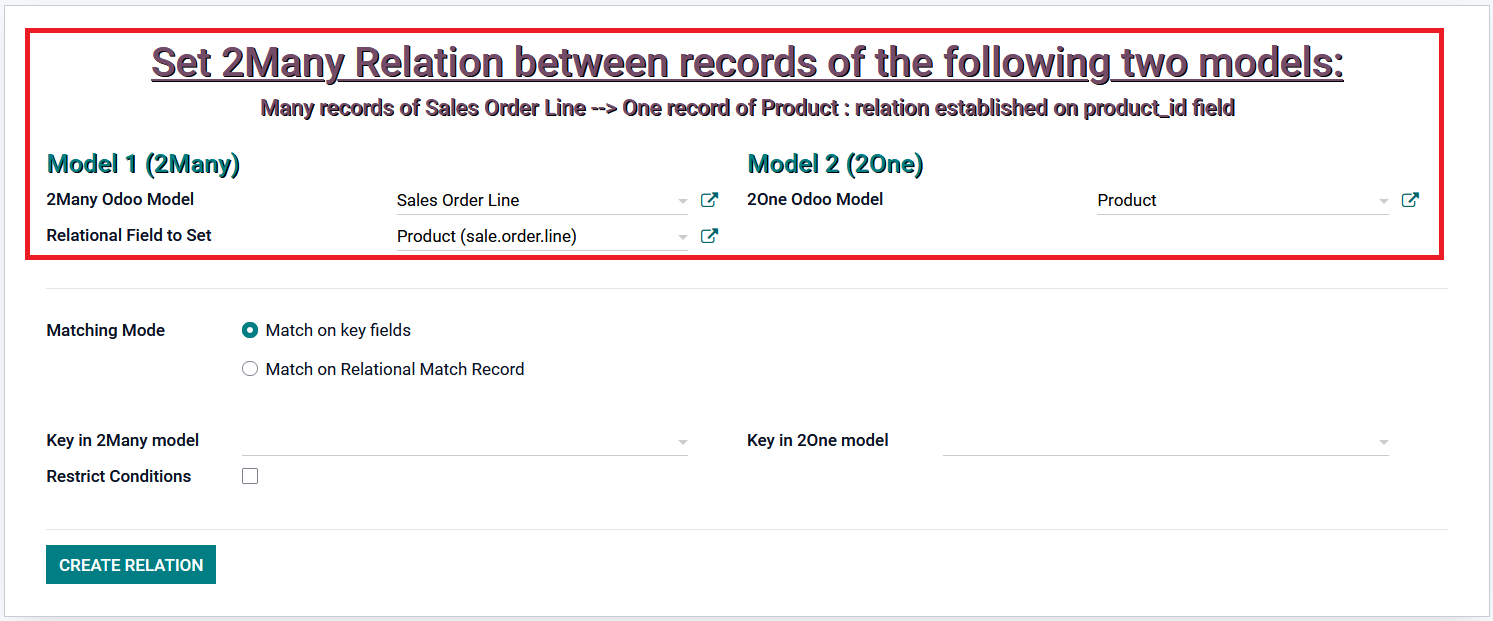 Set 2Many Relation between records of the following two models:
Many records of Sales Order Line --> One record of Product : relation established on product_id field
Model 1 (2Many)
Model 2 (2One)
2Many Odoo Model
Sales Order Line
2One Odoo Model
Product
Relational Field to Set
Product (sale.order.line)
Matching Mode
Match on key fields
Match on Relational Match Record
Key in 2Many model
Key in 2One model
Restrict Conditions
CREATE RELATION